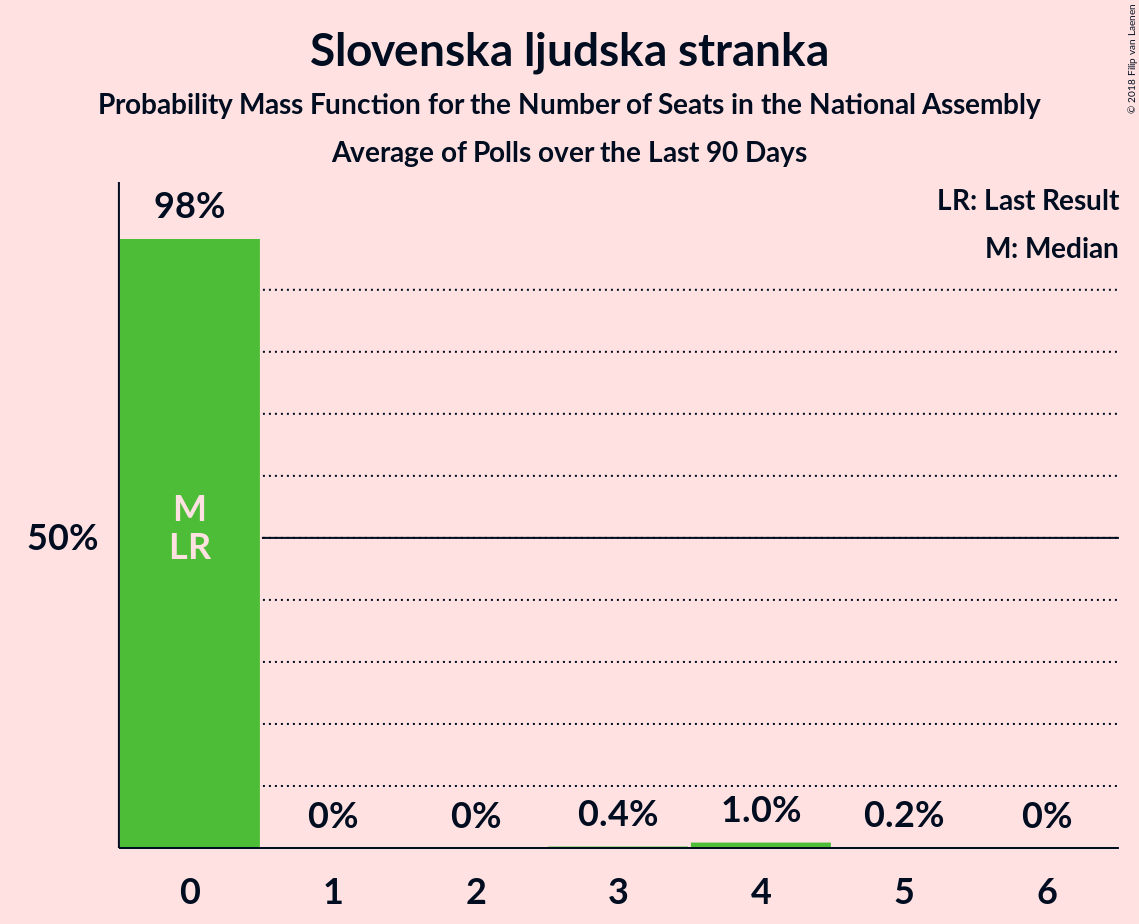 Slovenska ljudska stranka
Probability Mass Function for the Number of Seats in the National Assembly
Average of Polls over the Last 90 Days
© 2018 Filip van Laenen
LR: Last Result
M: Median
98%
M
LR
50%
0%
0%
0.4%
1.0%
0.2%
0%
0
1
2
3
4
5
6